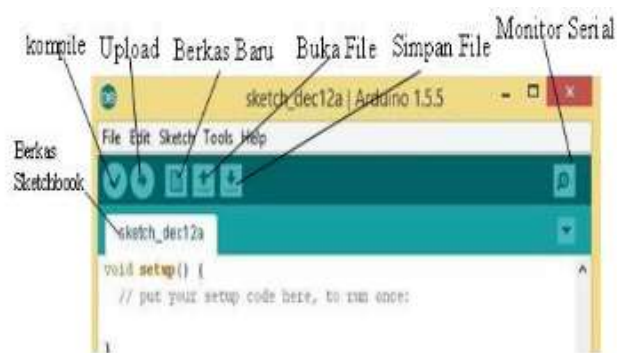 Monitor Serial
kompile Upload Berkas Baru Buka File Simpan File
sketch_dec12a | Arduino 1.5.5
File Edit Sketch Tools Help
Berkas
Sketchbook
sketch_dec12a
void setup() {
// put your setup code here, to run once:
}